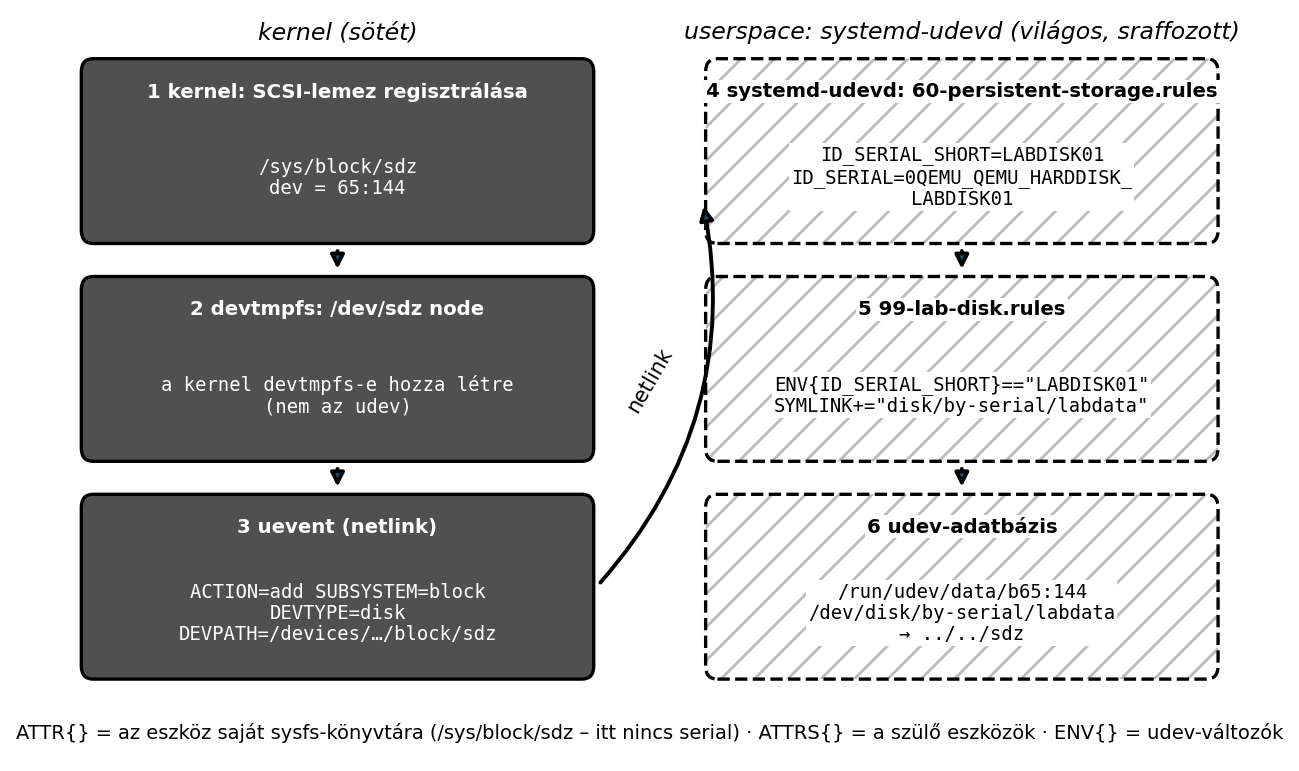 kernel (sötét)
1 kernel: SCSI-lemez regisztrálása
/sys/block/sdz
dev = 65:144
2 devtmpfs: /dev/sdz node
a kernel devtmpfs-e hozza létre
(nem az udev)
3 uevent (netlink)
ACTION=add SUBSYSTEM=block
DEVTYPE=disk
DEVPATH=/devices/…/block/sdz
netlink
userspace: systemd-udevd (világos, sraffozott)
4 systemd-udevd: 60-persistent-storage.rules
ID_SERIAL_SHORT=LABDISK01
ID_SERIAL=0QEMU_QEMU_HARDDISK_
LABDISK01
5 99-lab-disk.rules
ENV{ID_SERIAL_SHORT}=="LABDISK01"
SYMLINK+="disk/by-serial/labdata"
6 udev-adatbázis
/run/udev/data/b65:144
/dev/disk/by-serial/labdata
→ ../../sdz
ATTR{} = az eszköz saját sysfs-könyvtára (/sys/block/sdz – itt nincs serial) · ATTRS{} = a szülő eszközök · ENV{} = udev-változók